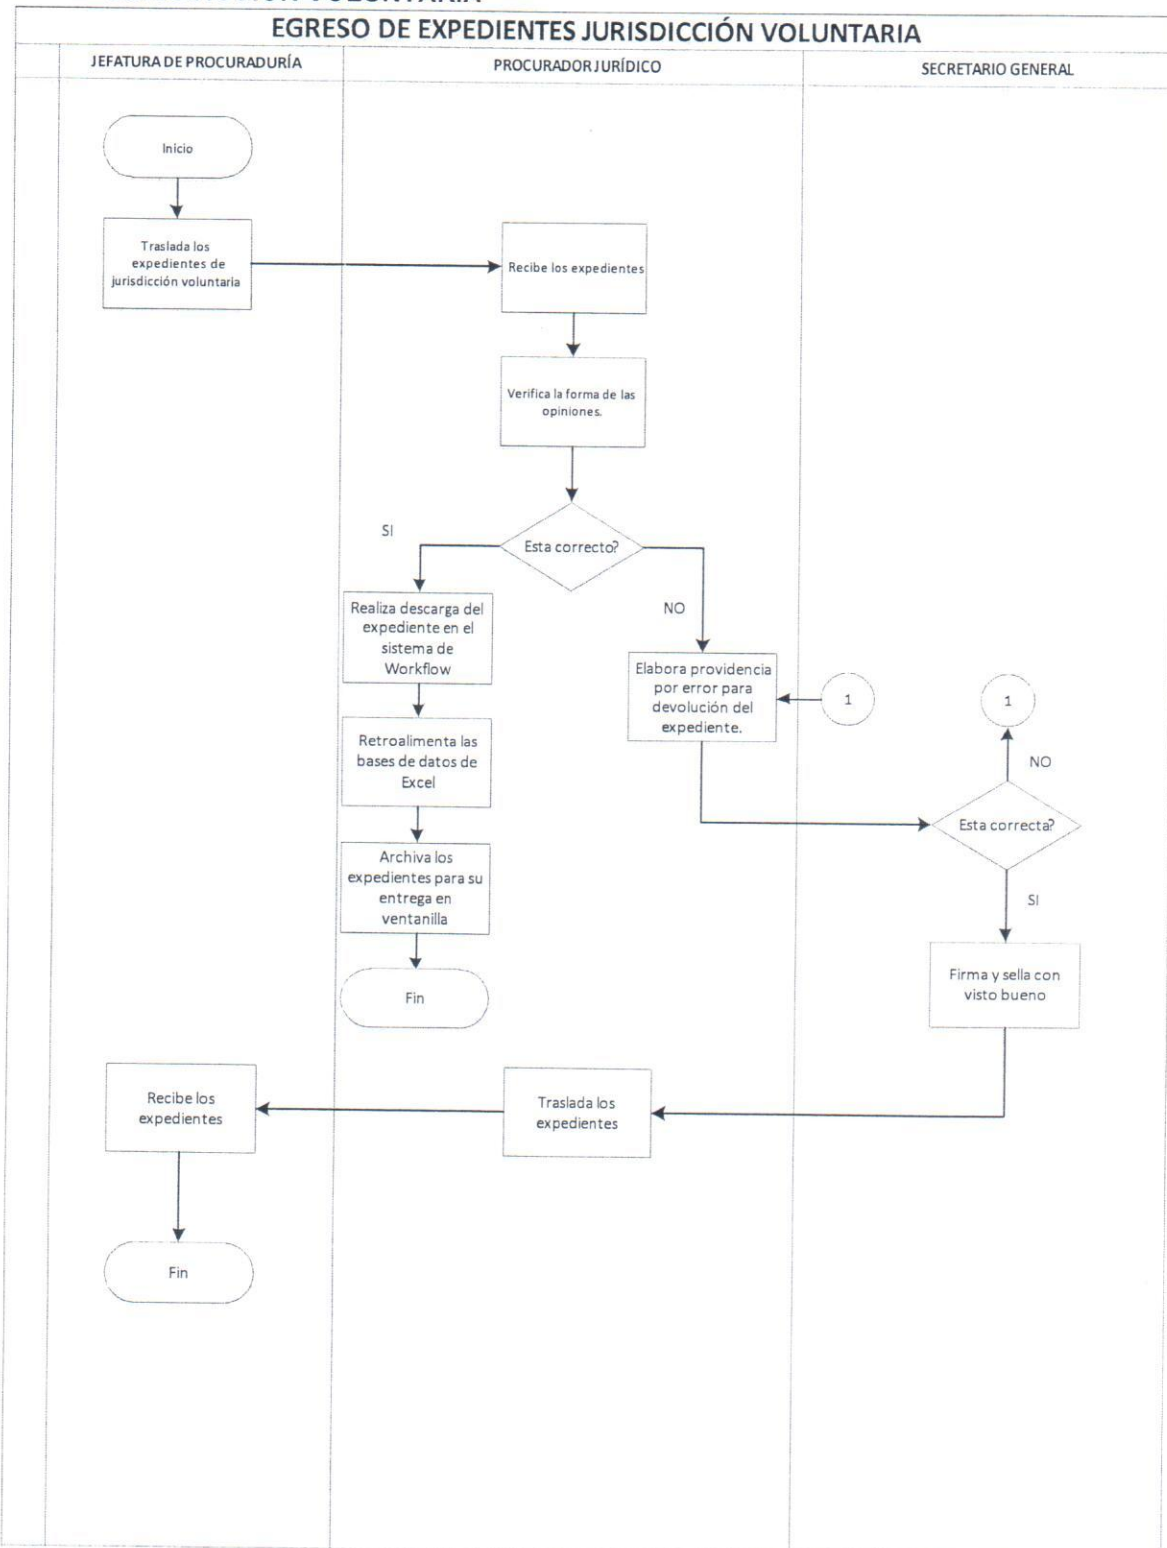 VOLUNTARIA
EGRESO DE EXPEDIENTES JURISDICCIÓN VOLUNTARIA
JEFATURA DE PROCURADURÍA
PROCURADOR JURÍDICO
SECRETARIO GENERAL
Inicio
Traslada los
expedientes de
jurisdicción voluntaria
Recibe los expedientes
Verifica la forma de las
opiniones.
Esta correcto?
SI
NO
Realiza descarga del
expediente en el
sistema de
Workflow
Elabora providencia
por error para
devolución del
expediente.
1
1
NO
Retroalimenta las
bases de datos de
Excel
Esta correcta?
SI
Archiva los
expedientes para su
entrega en
ventanilla
Fin
Firma y sella con
visto bueno
Recibe los
expedientes
Traslada los
expedientes
Fin